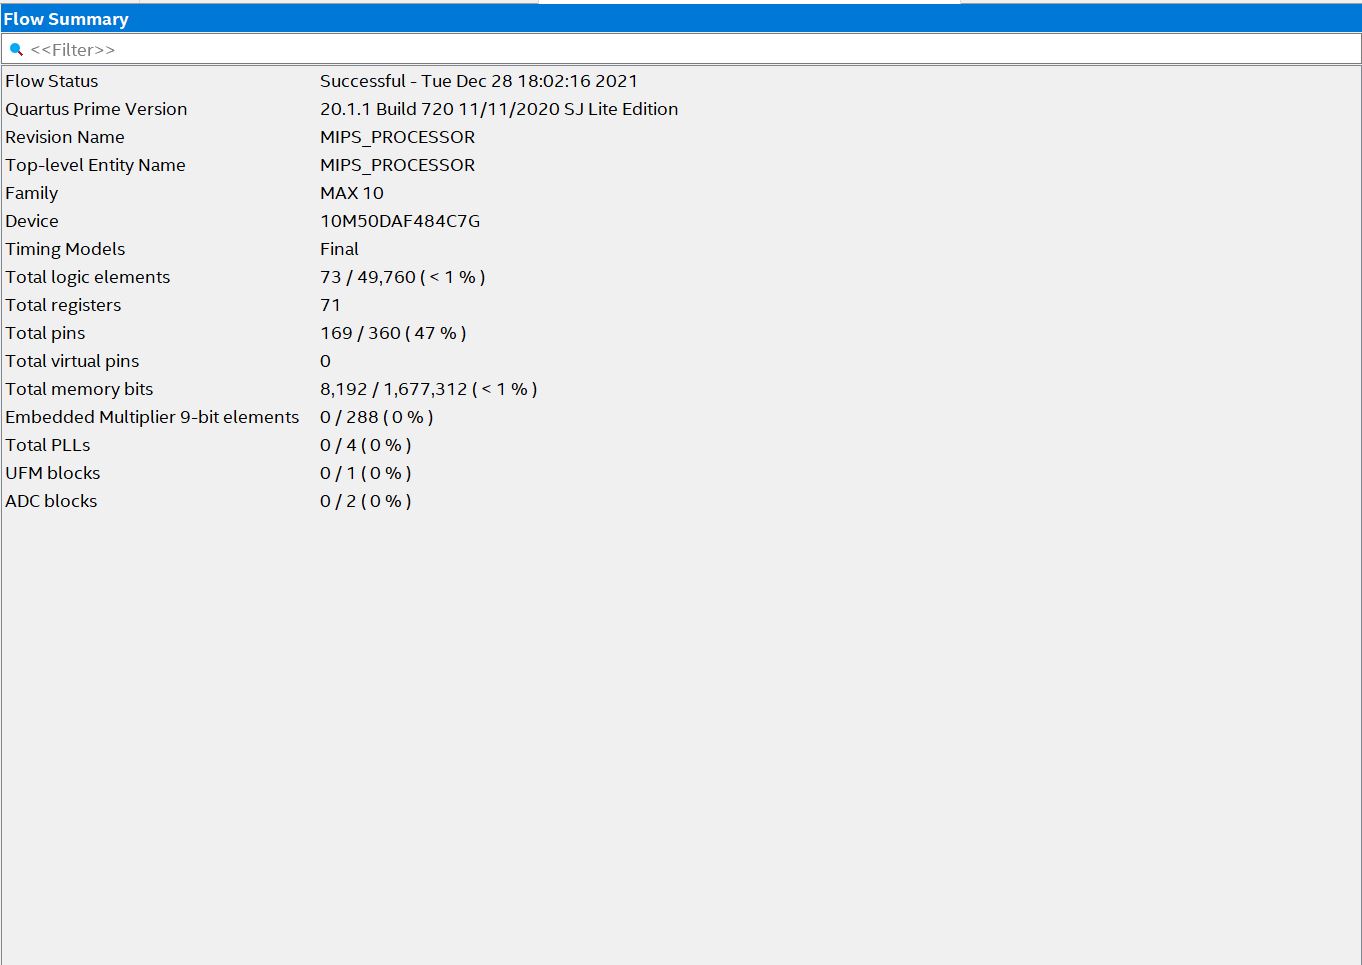 Flow Summary
<<Filter>>
Flow Status Successful - Tue Dec 28 18:02:16 2021
Quartus Prime Version 20.1.1 Build 720 11/11/2020 SJ Lite Edition
Revision Name MIPS_PROCESSOR
Top-level Entity Name MIPS_PROCESSOR
Family MAX 10
Device 10M50DAF484C7G
Timing Models Final
Total logic elements 73 / 49,760 ( < 1 % )
Total registers 71
Total pins 169 / 360 ( 47 % )
Total virtual pins 0
Total memory bits 8,192 / 1,677,312 ( < 1 % )
Embedded Multiplier 9-bit elements 0 / 288 ( 0 % )
Total PLLs 0 / 4 ( 0 % )
UFM blocks 0 / 1 ( 0 % )
ADC blocks 0 / 2 ( 0 % )